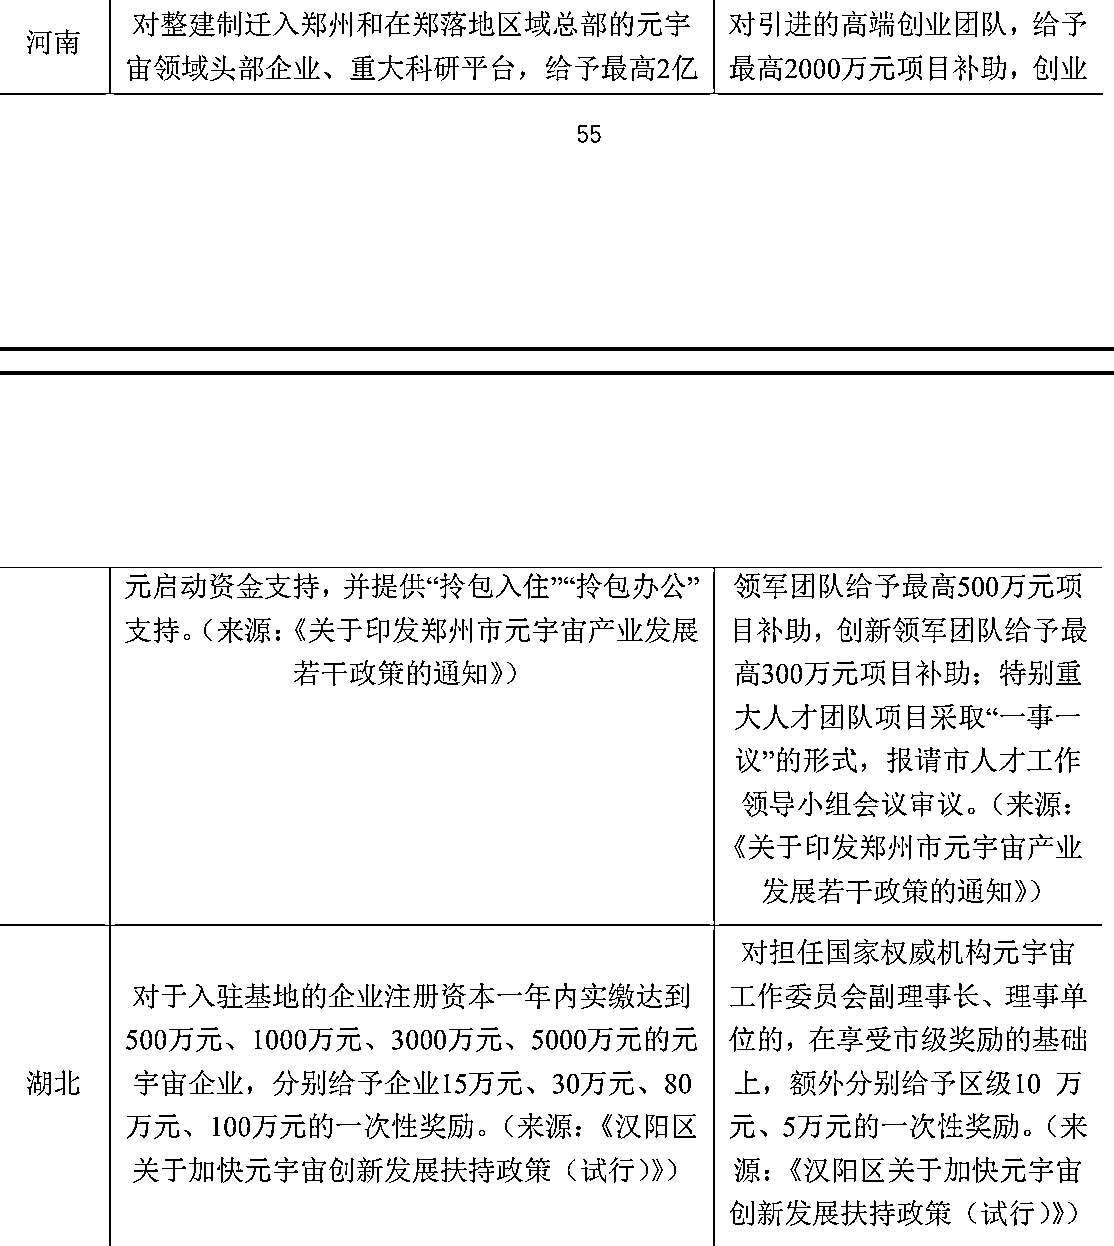 河南
对整建制迁入郑州和在郑落地区域总部的元宇
宙领域头部企业、重大科研平台，给予最高2亿
对引进的高端创业团队，给予
最高2000万元项目补助，创业
55
元启动资金支持，并提供“拎包入住”“拎包办公”
支持。（来源：《关于印发郑州市元宇宙产业发展
若干政策的通知》）
领军团队给予最高500万元项
目补助，创新领军团队给予最
高300万元项目补助；特别重
大人才团队项目采取“一事一
议”的形式，报请市人才工作
领导小组会议审议。（来源：
《关于印发郑州市元宇宙产业
发展若干政策的通知》）
湖北
对于入驻基地的企业注册资本一年内实缴达到
500万元、1000万元、3000万元、5000万元的元
宇宙企业，分别给予企业15万元、30万元、80
万元、100万元的一次性奖励。（来源：《汉阳区
关于加快元宇宙创新发展扶持政策（试行）》）
对担任国家权威机构元宇宙
工作委员会副理事长、理事单
位的，在享受市级奖励的基础
上，额外分别给予区级10 万
元、5万元的一次性奖励。（来
源：《汉阳区关于加快元宇宙
创新发展扶持政策（试行）》）